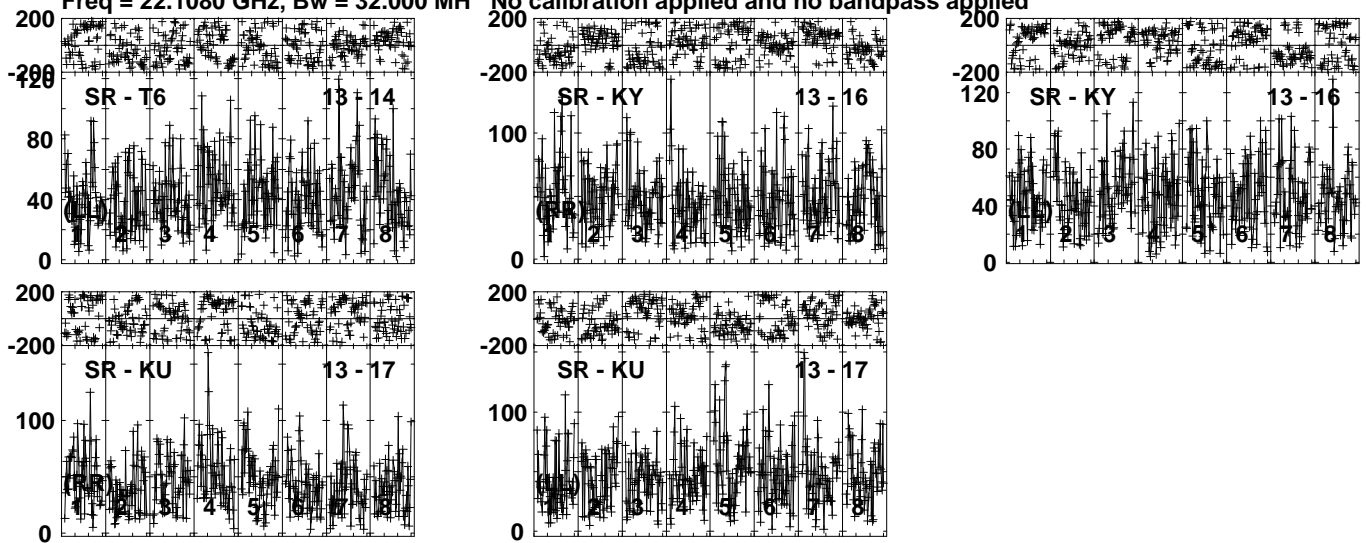 Freq = 22.1080 GHz, Bw = 32.000 MH No calibration applied and no bandpass applied
200
-200
120
80
40
0
SR - T6 13 - 14
(LL)
1 2 3 4 5 6 7 8
200
-200
100
0
SR - KY 13 - 16
(RR)
1 2 3 4 5 6 7 8
200
-200
120
80
40
0
SR - KY 13 - 16
(LL)
1 2 3 4 5 6 7 8
200
-200
100
0
SR - KU 13 - 17
(RR)
1 2 3 4 5 6 7 8
200
-200
100
0
SR - KU 13 - 17
(LL)
1 2 3 4 5 6 7 8